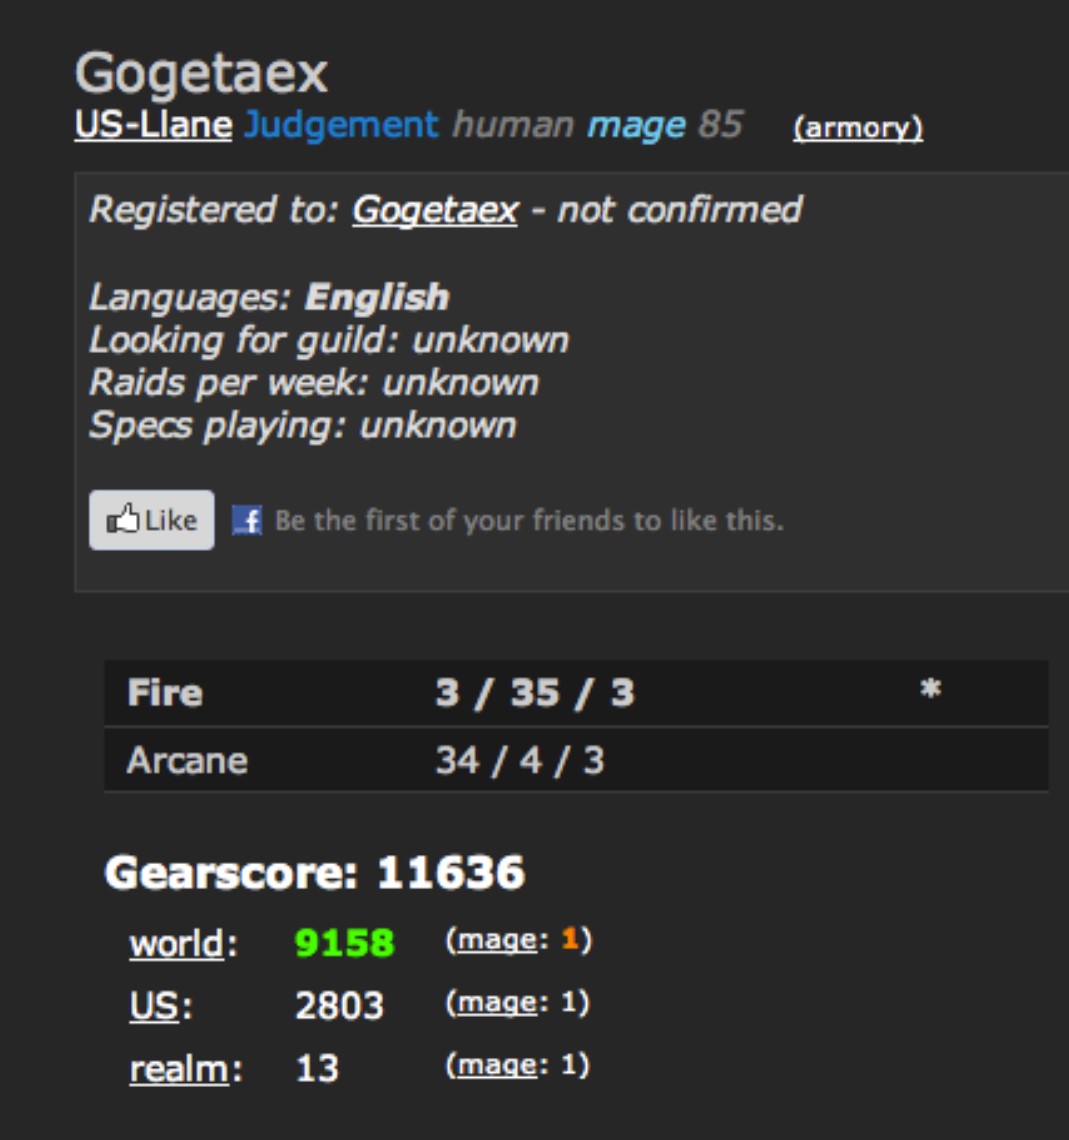 Gogetaex
US-Llane Judgement human mage 85 (armory)
Registered to: Gogetaex - not confirmed
Languages: English
Looking for guild: unknown
Raids per week: unknown
Specs playing: unknown
Like f Be the first of your friends to like this.
Fire 3 / 35 / 3 *
Arcane 34 / 4 / 3
Gearscore: 11636
world: 9158 (mage: 1)
US: 2803 (mage: 1)
realm: 13 (mage: 1)